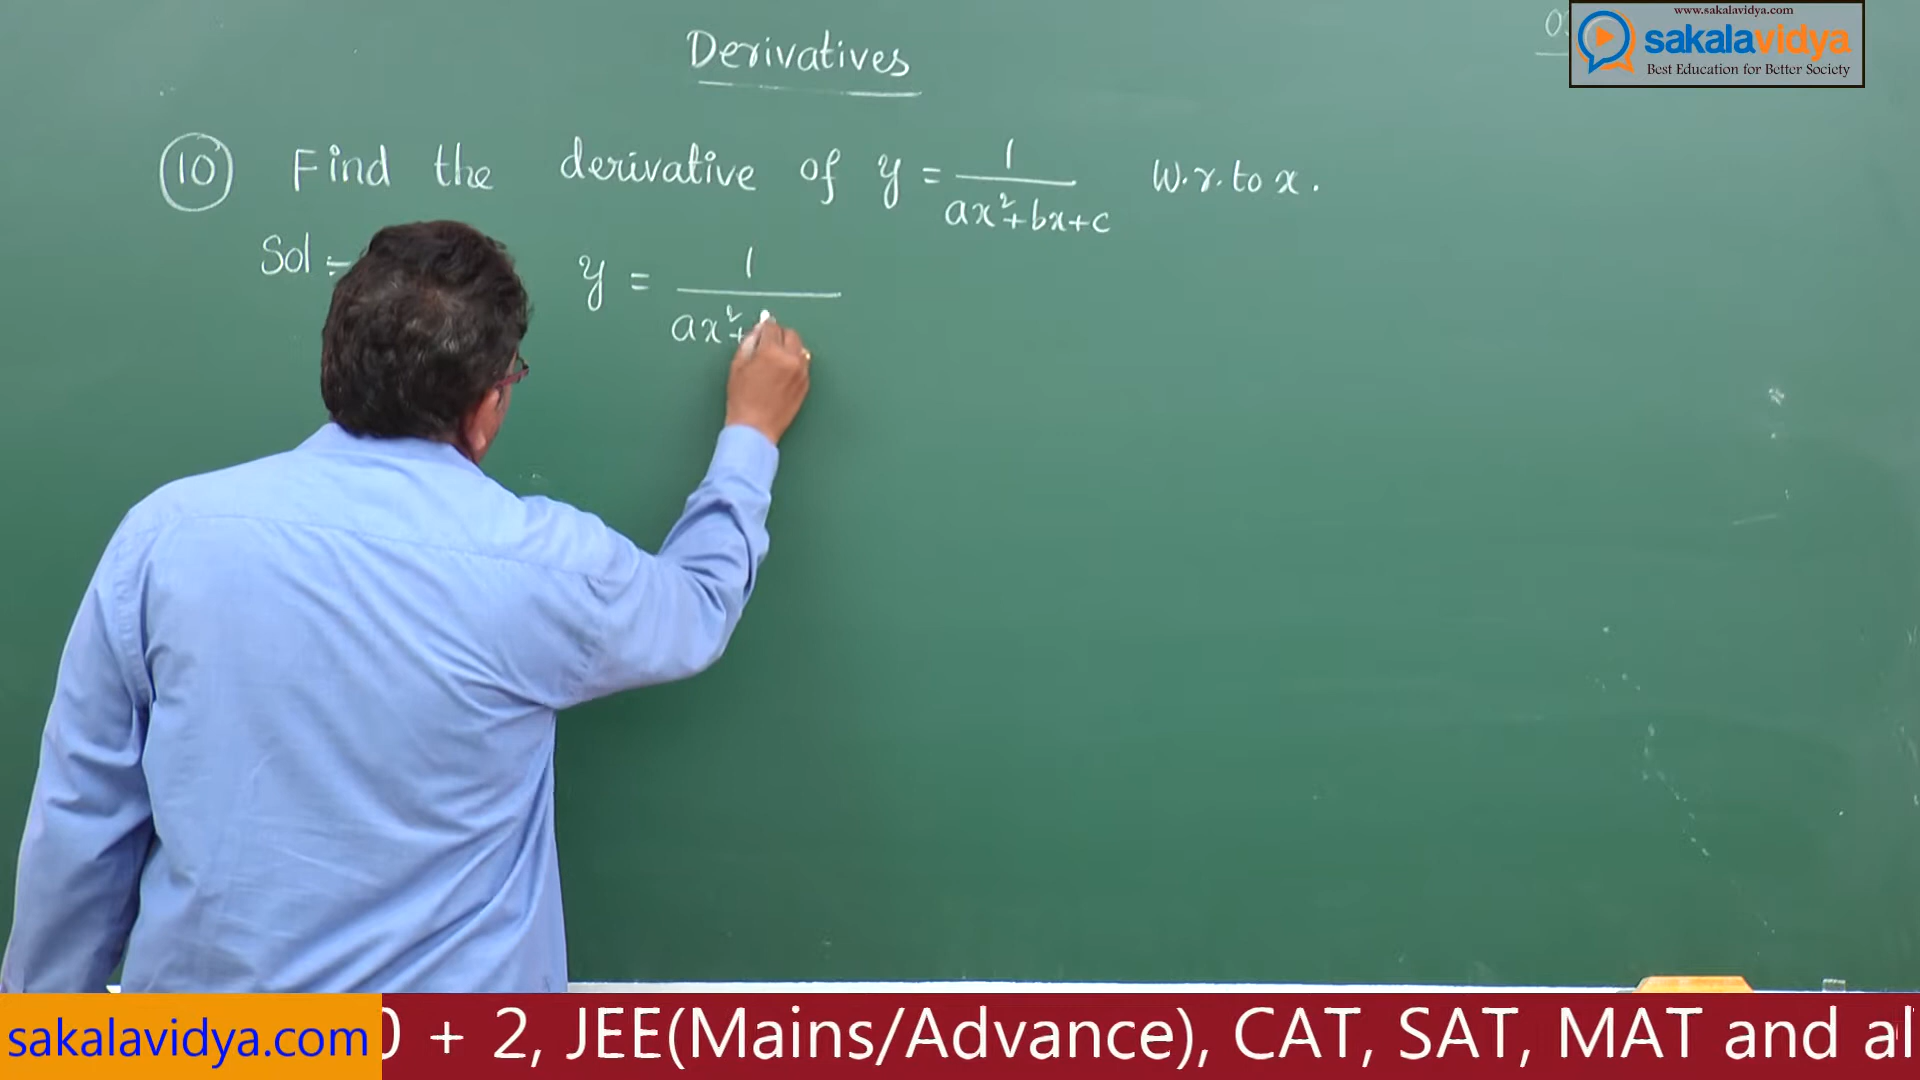 www.sakalavidya.com
sakalavidya
Best Education for Better Society
Derivatives
10 Find the derivative of y = 1/(ax²+bx+c) w.r.to x.
Sol :- y = 1/(ax²+
sakalavidya.com 0 + 2, JEE(Mains/Advance), CAT, SAT, MAT and al